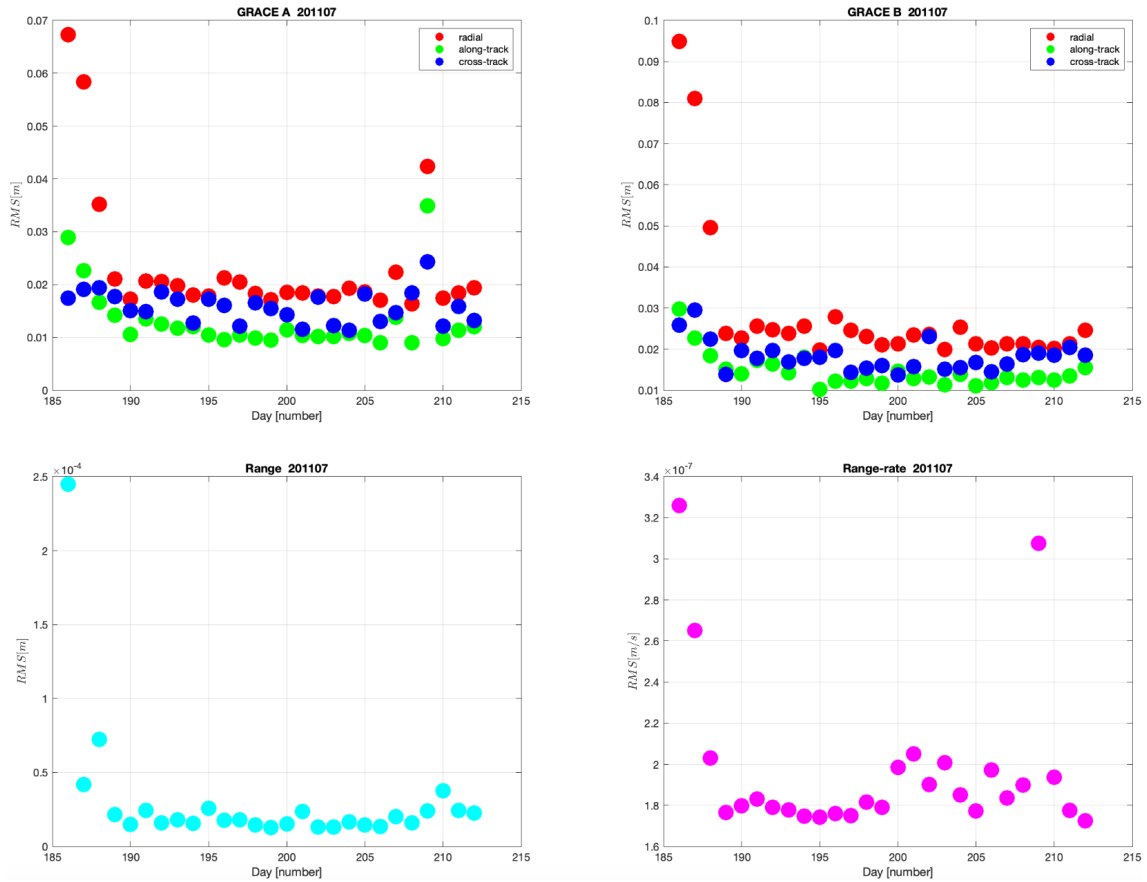 GRACE A 201107
0.07
0.06
0.05
0.04
0.03
0.02
0.01
0
RMS[m]
radial
along-track
cross-track
185 190 195 200 205 210 215
Day [number]
GRACE B 201107
0.1
0.09
0.08
0.07
0.06
0.05
0.04
0.03
0.02
0.01
RMS[m]
radial
along-track
cross-track
185 190 195 200 205 210 215
Day [number]
Range 201107
×10⁻⁴
2.5
2
1.5
1
0.5
0
RMS[m]
185 190 195 200 205 210 215
Day [number]
Range-rate 201107
×10⁻⁷
3.4
3.2
3
2.8
2.6
2.4
2.2
2
1.8
1.6
RMS[m/s]
185 190 195 200 205 210 215
Day [number]